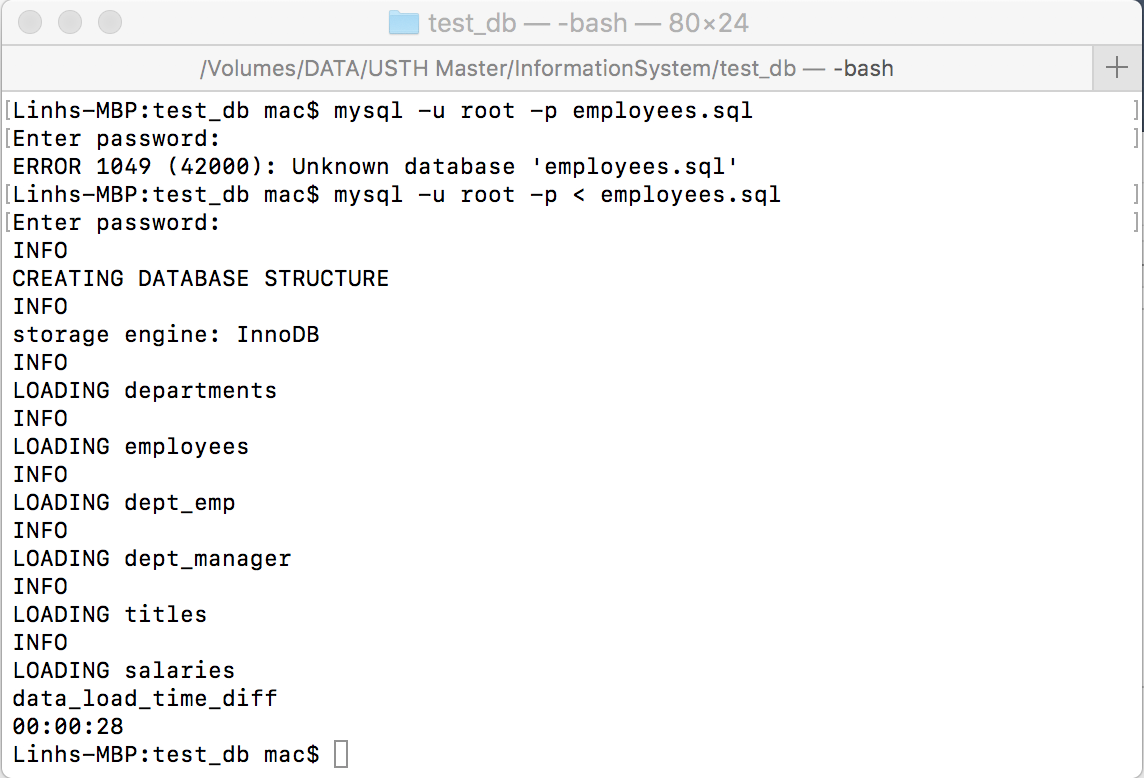 test_db — -bash — 80×24
/Volumes/DATA/USTH Master/InformationSystem/test_db — -bash
[Linhs-MBP:test_db mac$ mysql -u root -p employees.sql ]
[Enter password: ]
ERROR 1049 (42000): Unknown database 'employees.sql'
[Linhs-MBP:test_db mac$ mysql -u root -p < employees.sql ]
[Enter password: ]
INFO
CREATING DATABASE STRUCTURE
INFO
storage engine: InnoDB
INFO
LOADING departments
INFO
LOADING employees
INFO
LOADING dept_emp
INFO
LOADING dept_manager
INFO
LOADING titles
INFO
LOADING salaries
data_load_time_diff
00:00:28
Linhs-MBP:test_db mac$